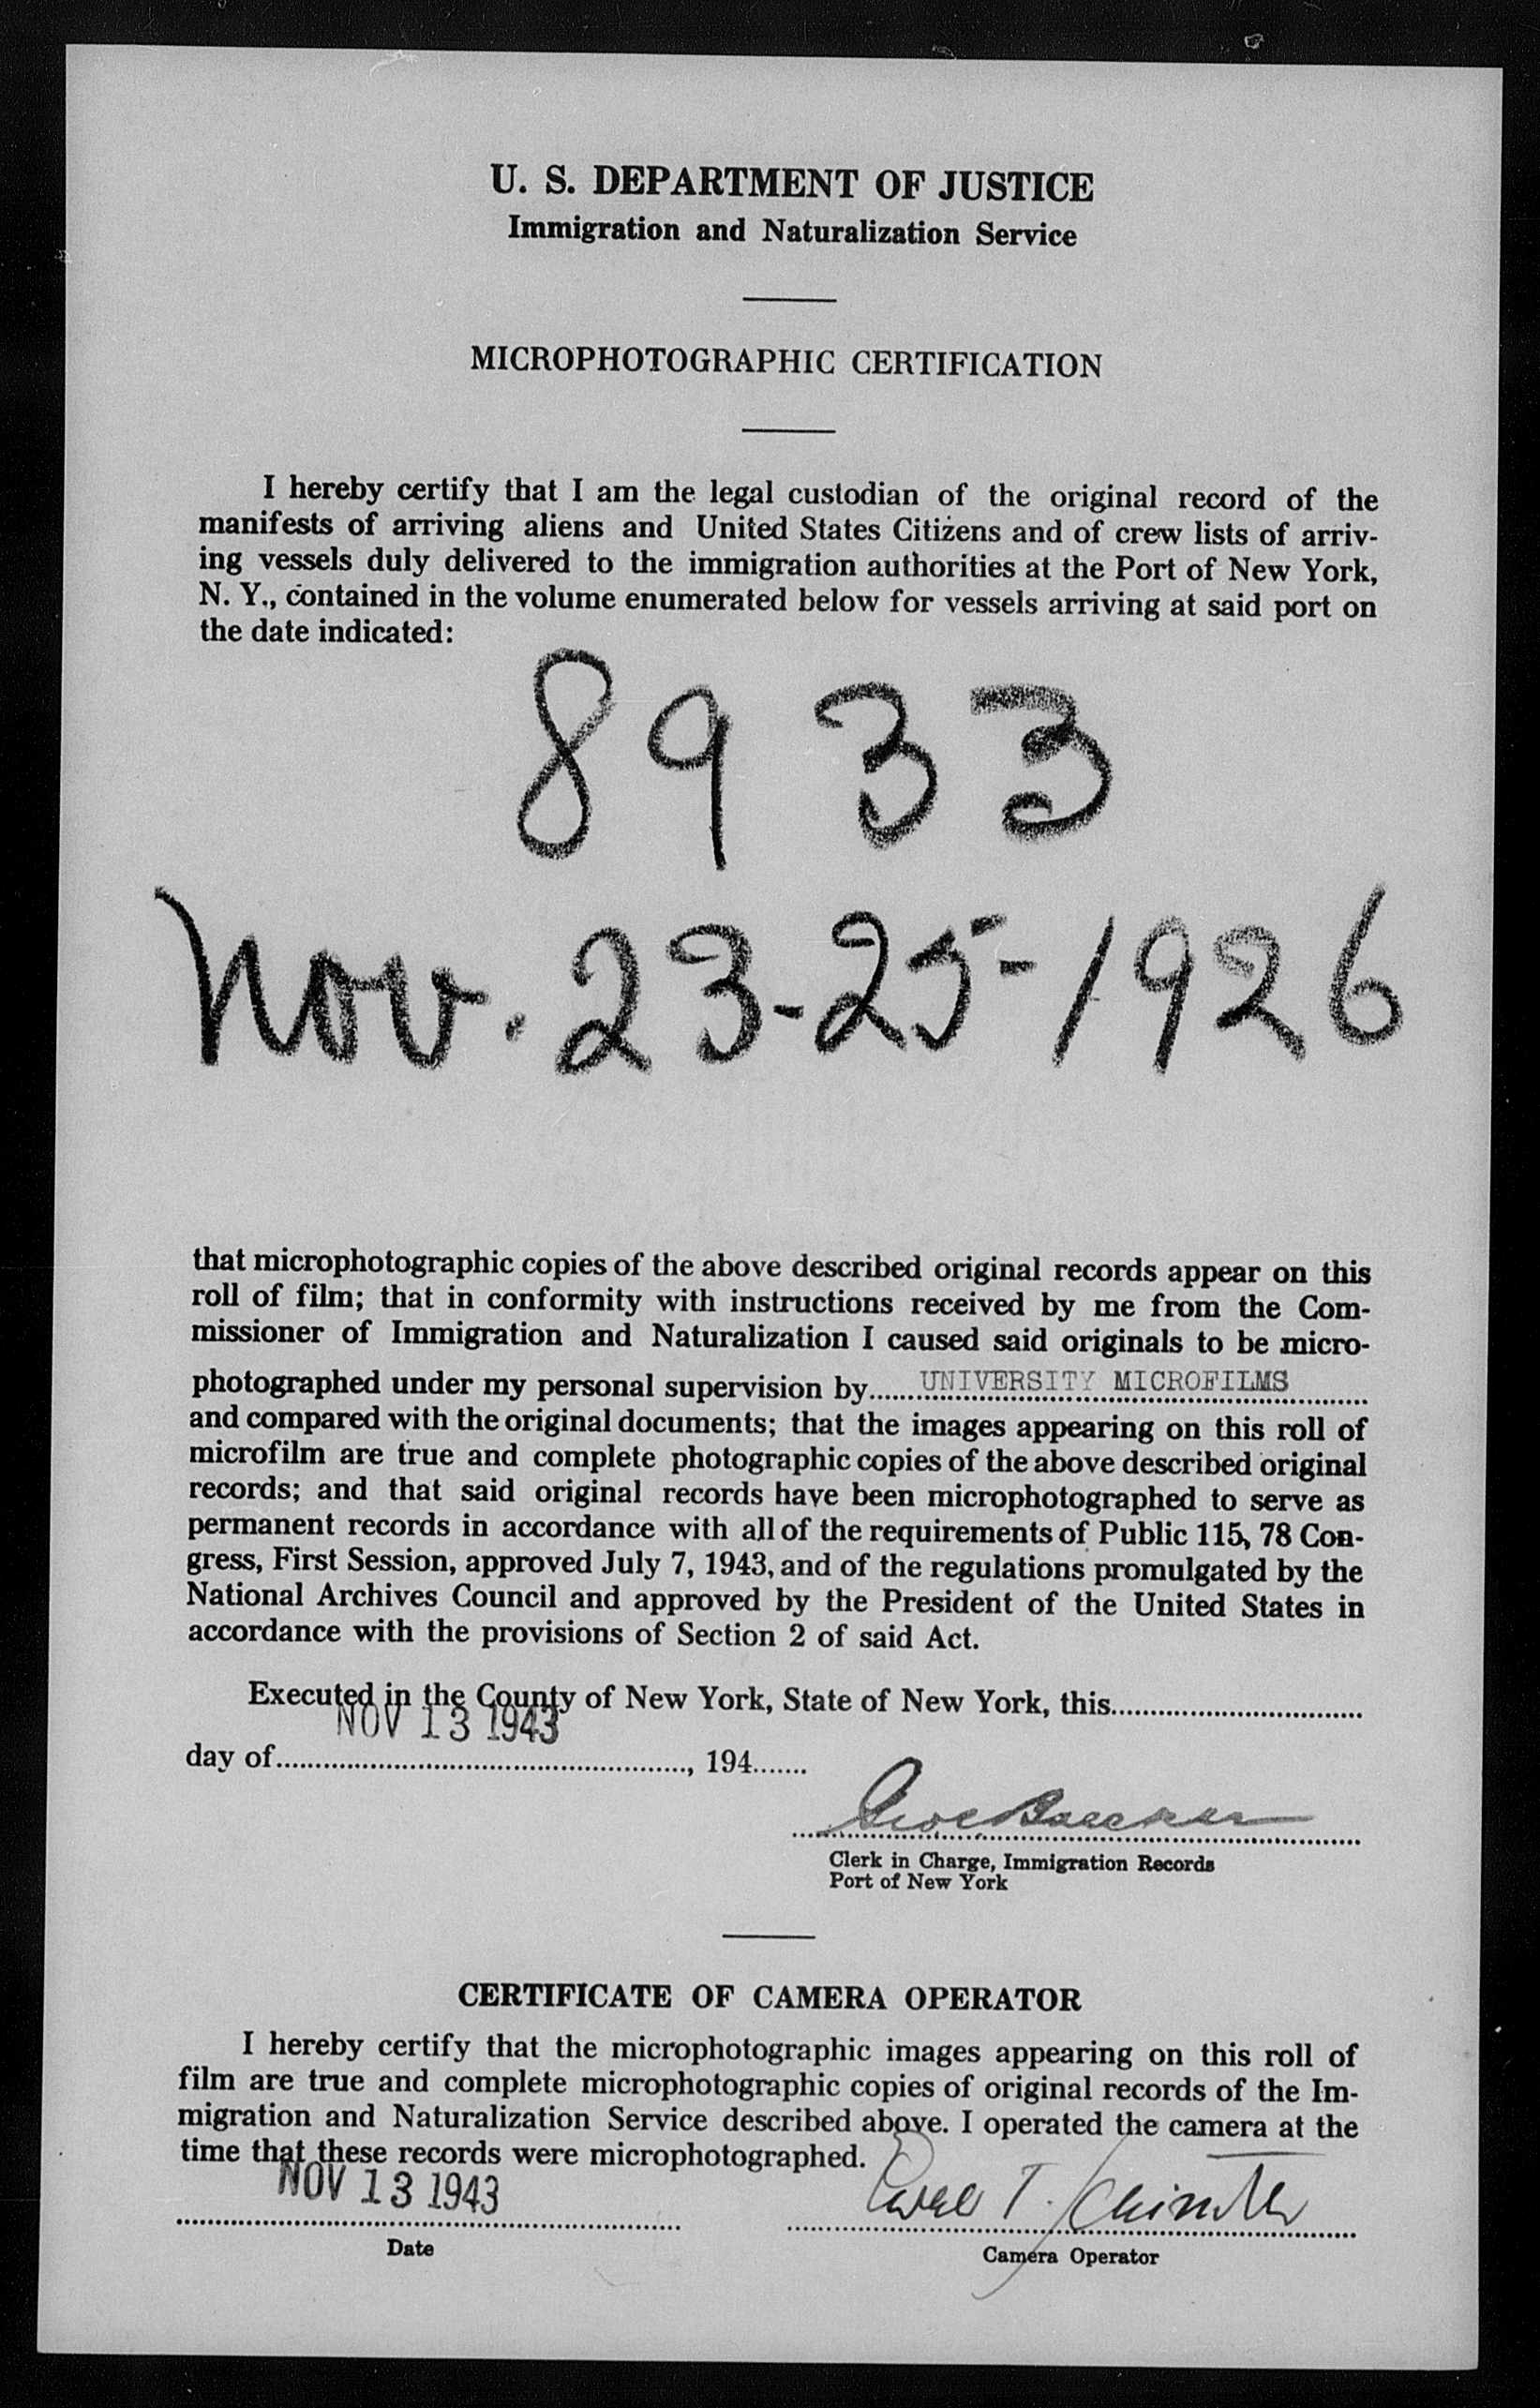 U. S. DEPARTMENT OF JUSTICE
Immigration and Naturalization Service
MICROPHOTOGRAPHIC CERTIFICATION
I hereby certify that I am the legal custodian of the original record of the
manifests of arriving aliens and United States Citizens and of crew lists of arriv-
ing vessels duly delivered to the immigration authorities at the Port of New York,
N. Y., contained in the volume enumerated below for vessels arriving at said port on
the date indicated:
8933
Nov. 23-25-1926
that microphotographic copies of the above described original records appear on this
roll of film; that in conformity with instructions received by me from the Com-
missioner of Immigration and Naturalization I caused said originals to be micro-
photographed under my personal supervision by UNIVERSITY MICROFILMS
and compared with the original documents; that the images appearing on this roll of
microfilm are true and complete photographic copies of the above described original
records; and that said original records have been microphotographed to serve as
permanent records in accordance with all of the requirements of Public 115, 78 Con-
gress, First Session, approved July 7, 1943, and of the regulations promulgated by the
National Archives Council and approved by the President of the United States in
accordance with the provisions of Section 2 of said Act.
Executed in the County of New York, State of New York, this
NOV 13 1943
day of, 194
Clerk in Charge, Immigration Records
Port of New York
CERTIFICATE OF CAMERA OPERATOR
I hereby certify that the microphotographic images appearing on this roll of
film are true and complete microphotographic copies of original records of the Im-
migration and Naturalization Service described above. I operated the camera at the
time that these records were microphotographed.
NOV 13 1943
T.
Date
Camera Operator